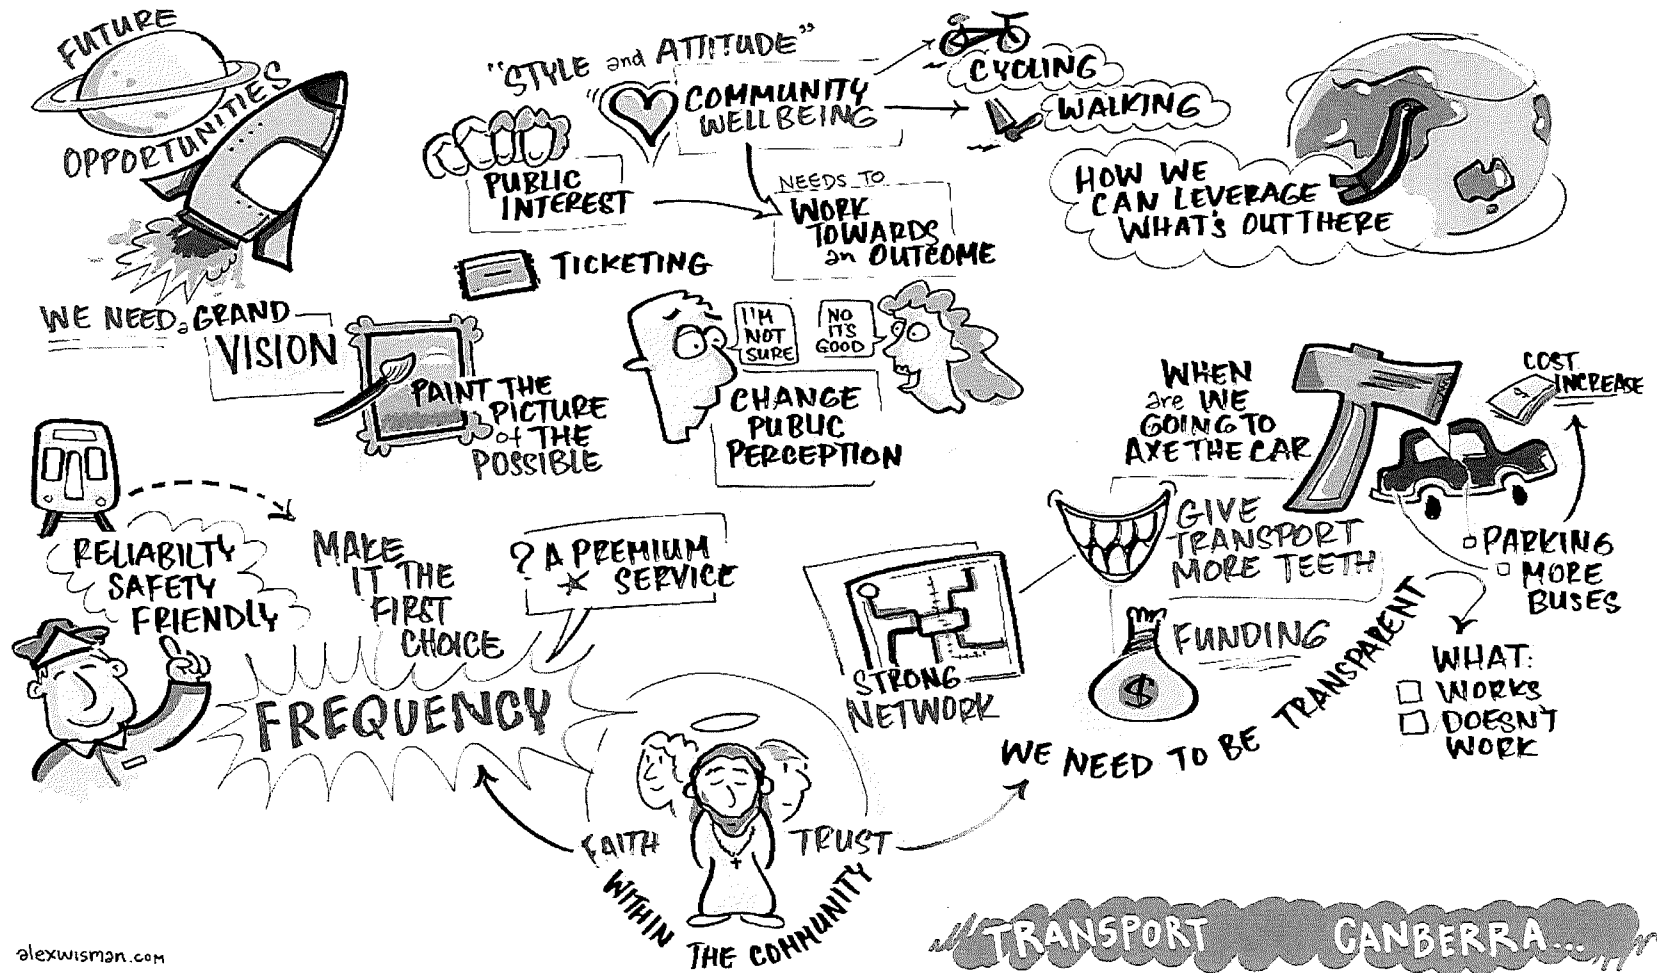 FUTURE
OPPORTUNITIES
WE NEED a GRAND
VISION
PAINT THE
PICTURE
of THE
POSSIBLE
"STYLE and ATTITUDE"
COMMUNITY
WELLBEING
CYCLING
WALKING
PUBLIC
INTEREST
NEEDS TO
WORK
TOWARDS
an OUTCOME
TICKETING
HOW WE
CAN LEVERAGE
WHAT'S OUT THERE
I'M
NOT
SURE
NO
IT'S
GOOD
CHANGE
PUBLIC
PERCEPTION
WHEN
are WE
GOING TO
AXE THE CAR
COST
INCREASE
PARKING
MORE
BUSES
GIVE
TRANSPORT
MORE TEETH
FUNDING
$
STRONG
NETWORK
WE NEED TO BE TRANSPARENT
WHAT:
WORKS
DOESN'T
WORK
RELIABILTY
SAFETY
FRIENDLY
MAKE
IT THE
FIRST
CHOICE
? A PREMIUM
SERVICE
FREQUENCY
FAITH TRUST
WITHIN THE COMMUNITY
TRANSPORT CANBERRA...
alexwisman.com